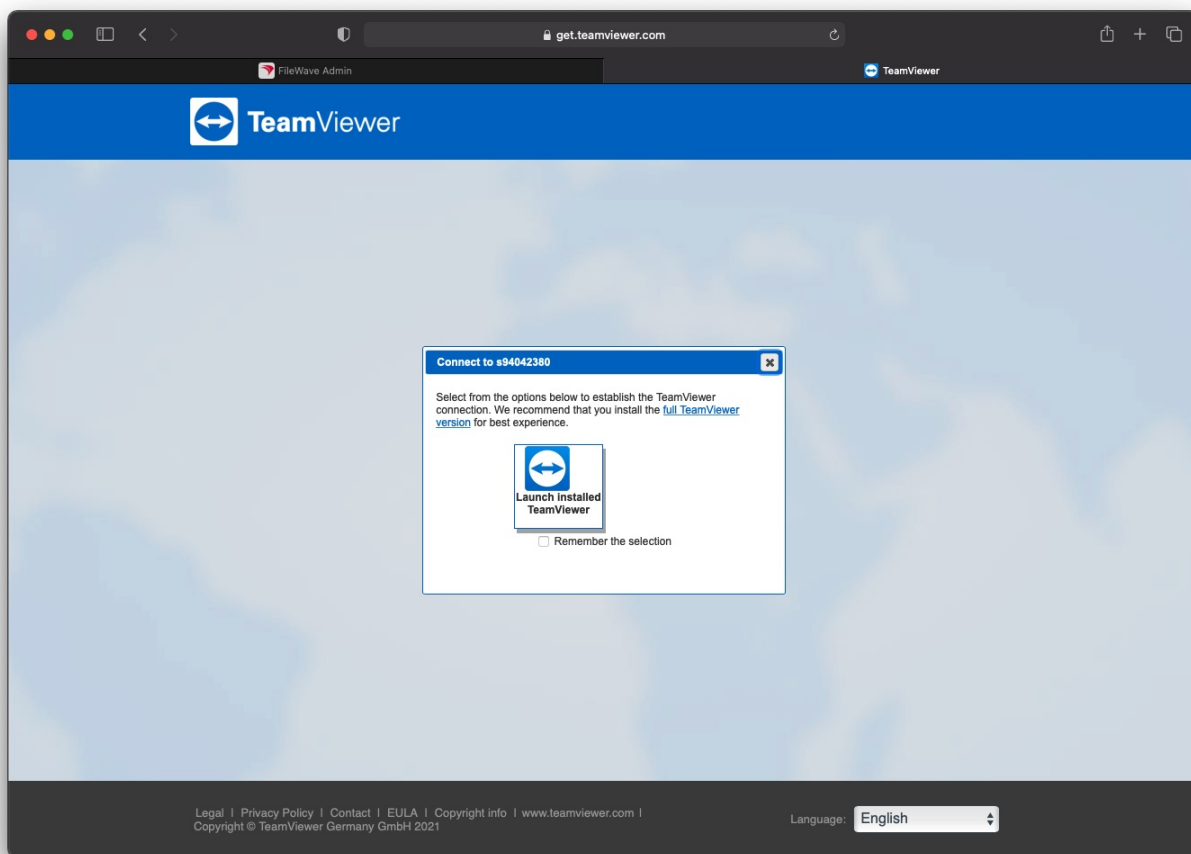 get.teamviewer.com
FileWave Admin
TeamViewer
TeamViewer
Connect to s94042380
Select from the options below to establish the TeamViewer
connection. We recommend that you install the full TeamViewer
version for best experience.
Launch installed
TeamViewer
Remember the selection
Legal | Privacy Policy | Contact | EULA | Copyright info | www.teamviewer.com |
Copyright © TeamViewer Germany GmbH 2021
Language: English